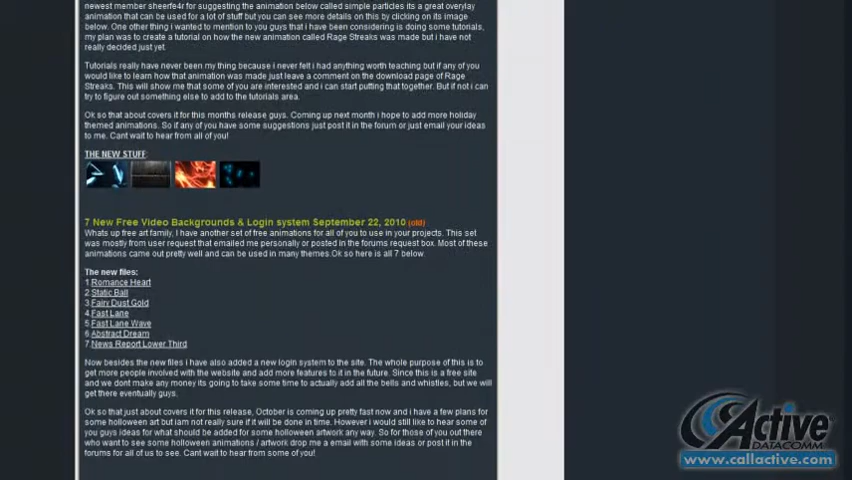 newest member sheerfe4r for suggesting the animation below called simple particles its a great overylay
animation that can be used for a lot of stuff but you can see more details on this by clicking on its image
below. One other thing i wanted to mention to you guys that i have been considering is doing some tutorials,
my plan was to create a tutorial on how the new animation called Rage Streaks was made but i have not
really decided just yet.
Tutorials really have never been my thing because i never felt i had anything worth teaching but if any of you
would like to learn how that animation was made just leave a comment on the download page of Rage
Streaks. This will show me that some of you are interested and i can start putting that together. But if not i can
try to figure out something else to add to the tutorials area.
Ok so that about covers it for this months release guys. Coming up next month i hope to add more holiday
themed animations. So if any of you have some suggestions just post it in the forum or just email your ideas
to me. Cant wait to hear from all of you!
THE NEW STUFF:
7 New Free Video Backgrounds & Login system September 22, 2010 (old)
Whats up free art family, I have another set of free animations for all of you to use in your projects. This set
was mostly from user request that emailed me personally or posted in the forums request box. Most of these
animations came out pretty well and can be used in many themes.Ok so here is all 7 below.
The new files:
1.Romance Heart
2.Static Ball
3.Fairy Dust Gold
4.Fast Lane
5.Fast Lane Wave
6.Abstract Dream
7.News Report Lower Third
Now besides the new files i have also added a new login system to the site. The whole purpose of this is to
get more people involved with the website and add more features to it in the future. Since this is a free site
and we dont make any money its going to take some time to actually add all the bells and whistles, but we will
get there eventually guys.
Ok so that just about covers it for this release, October is coming up pretty fast now and i have a few plans for
some holloween art but iam not really sure if it will be done in time. However i would still like to hear some of
you guys ideas for what should be added for some holloween artwork any way. So for those of you out there
who want to see some holloween animations / artwork drop me a email with some ideas or post it in the
forums for all of us to see. Cant wait to hear from some of you!
Active
DATACOMM
www.callactive.com